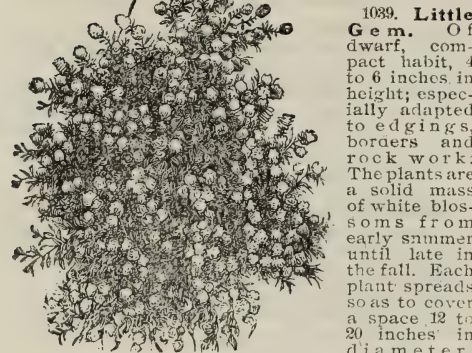 1039. Little
Gem. Of
dwarf, com-
pact habit, 4
to 6 inches in
height; espec-
ially adapted
to edgings,
borders and
rock work.
The plants are
a solid mass
of white blos-
soms from
early summer
until late in
the fall. Each
plant spreads
so as to cover
a space 12 to
20 inches in
diameter.